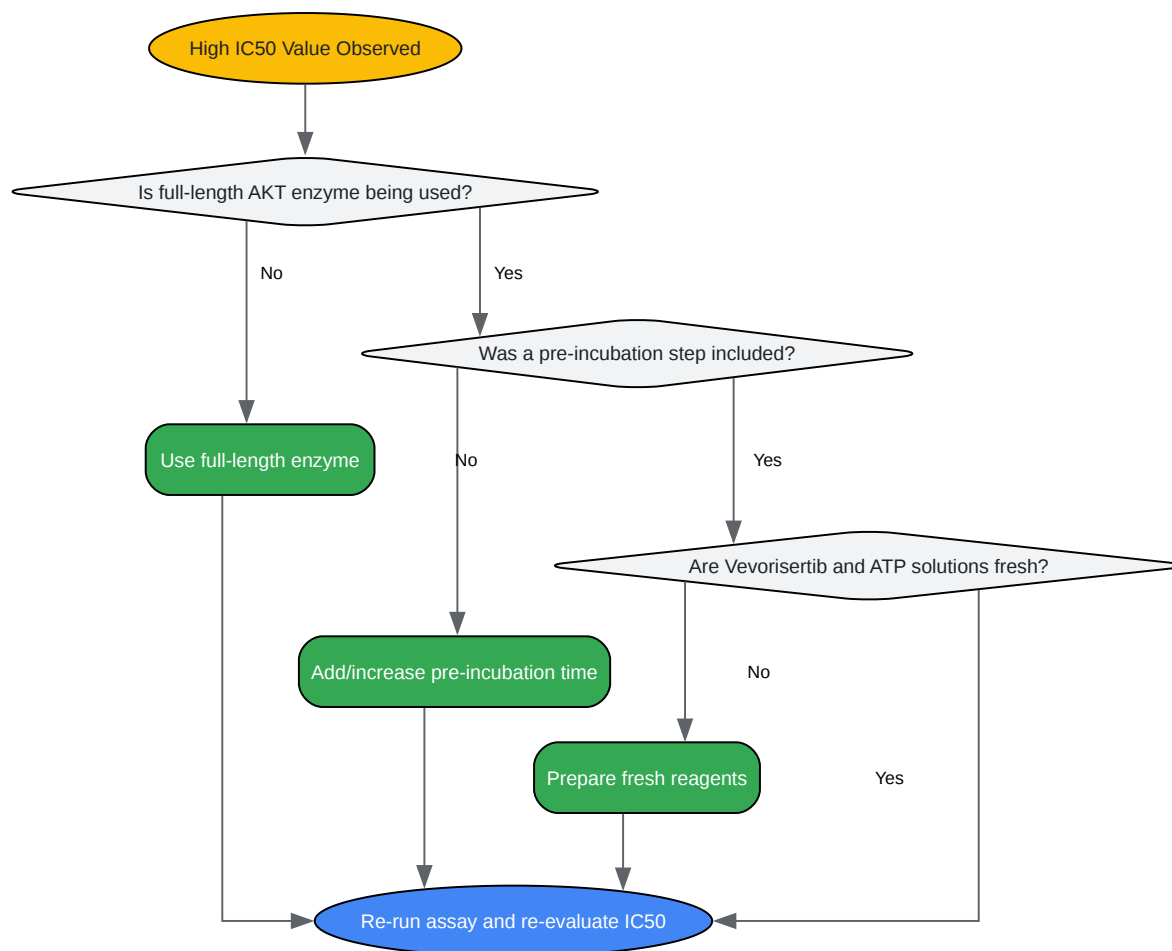 High IC50 Value Observed
Is full-length AKT enzyme being used?
No
Yes
Was a pre-incubation step included?
Use full-length enzyme
No
Yes
Are Vevorisertib and ATP solutions fresh?
Add/increase pre-incubation time
No
Prepare fresh reagents
Yes
Re-run assay and re-evaluate IC50